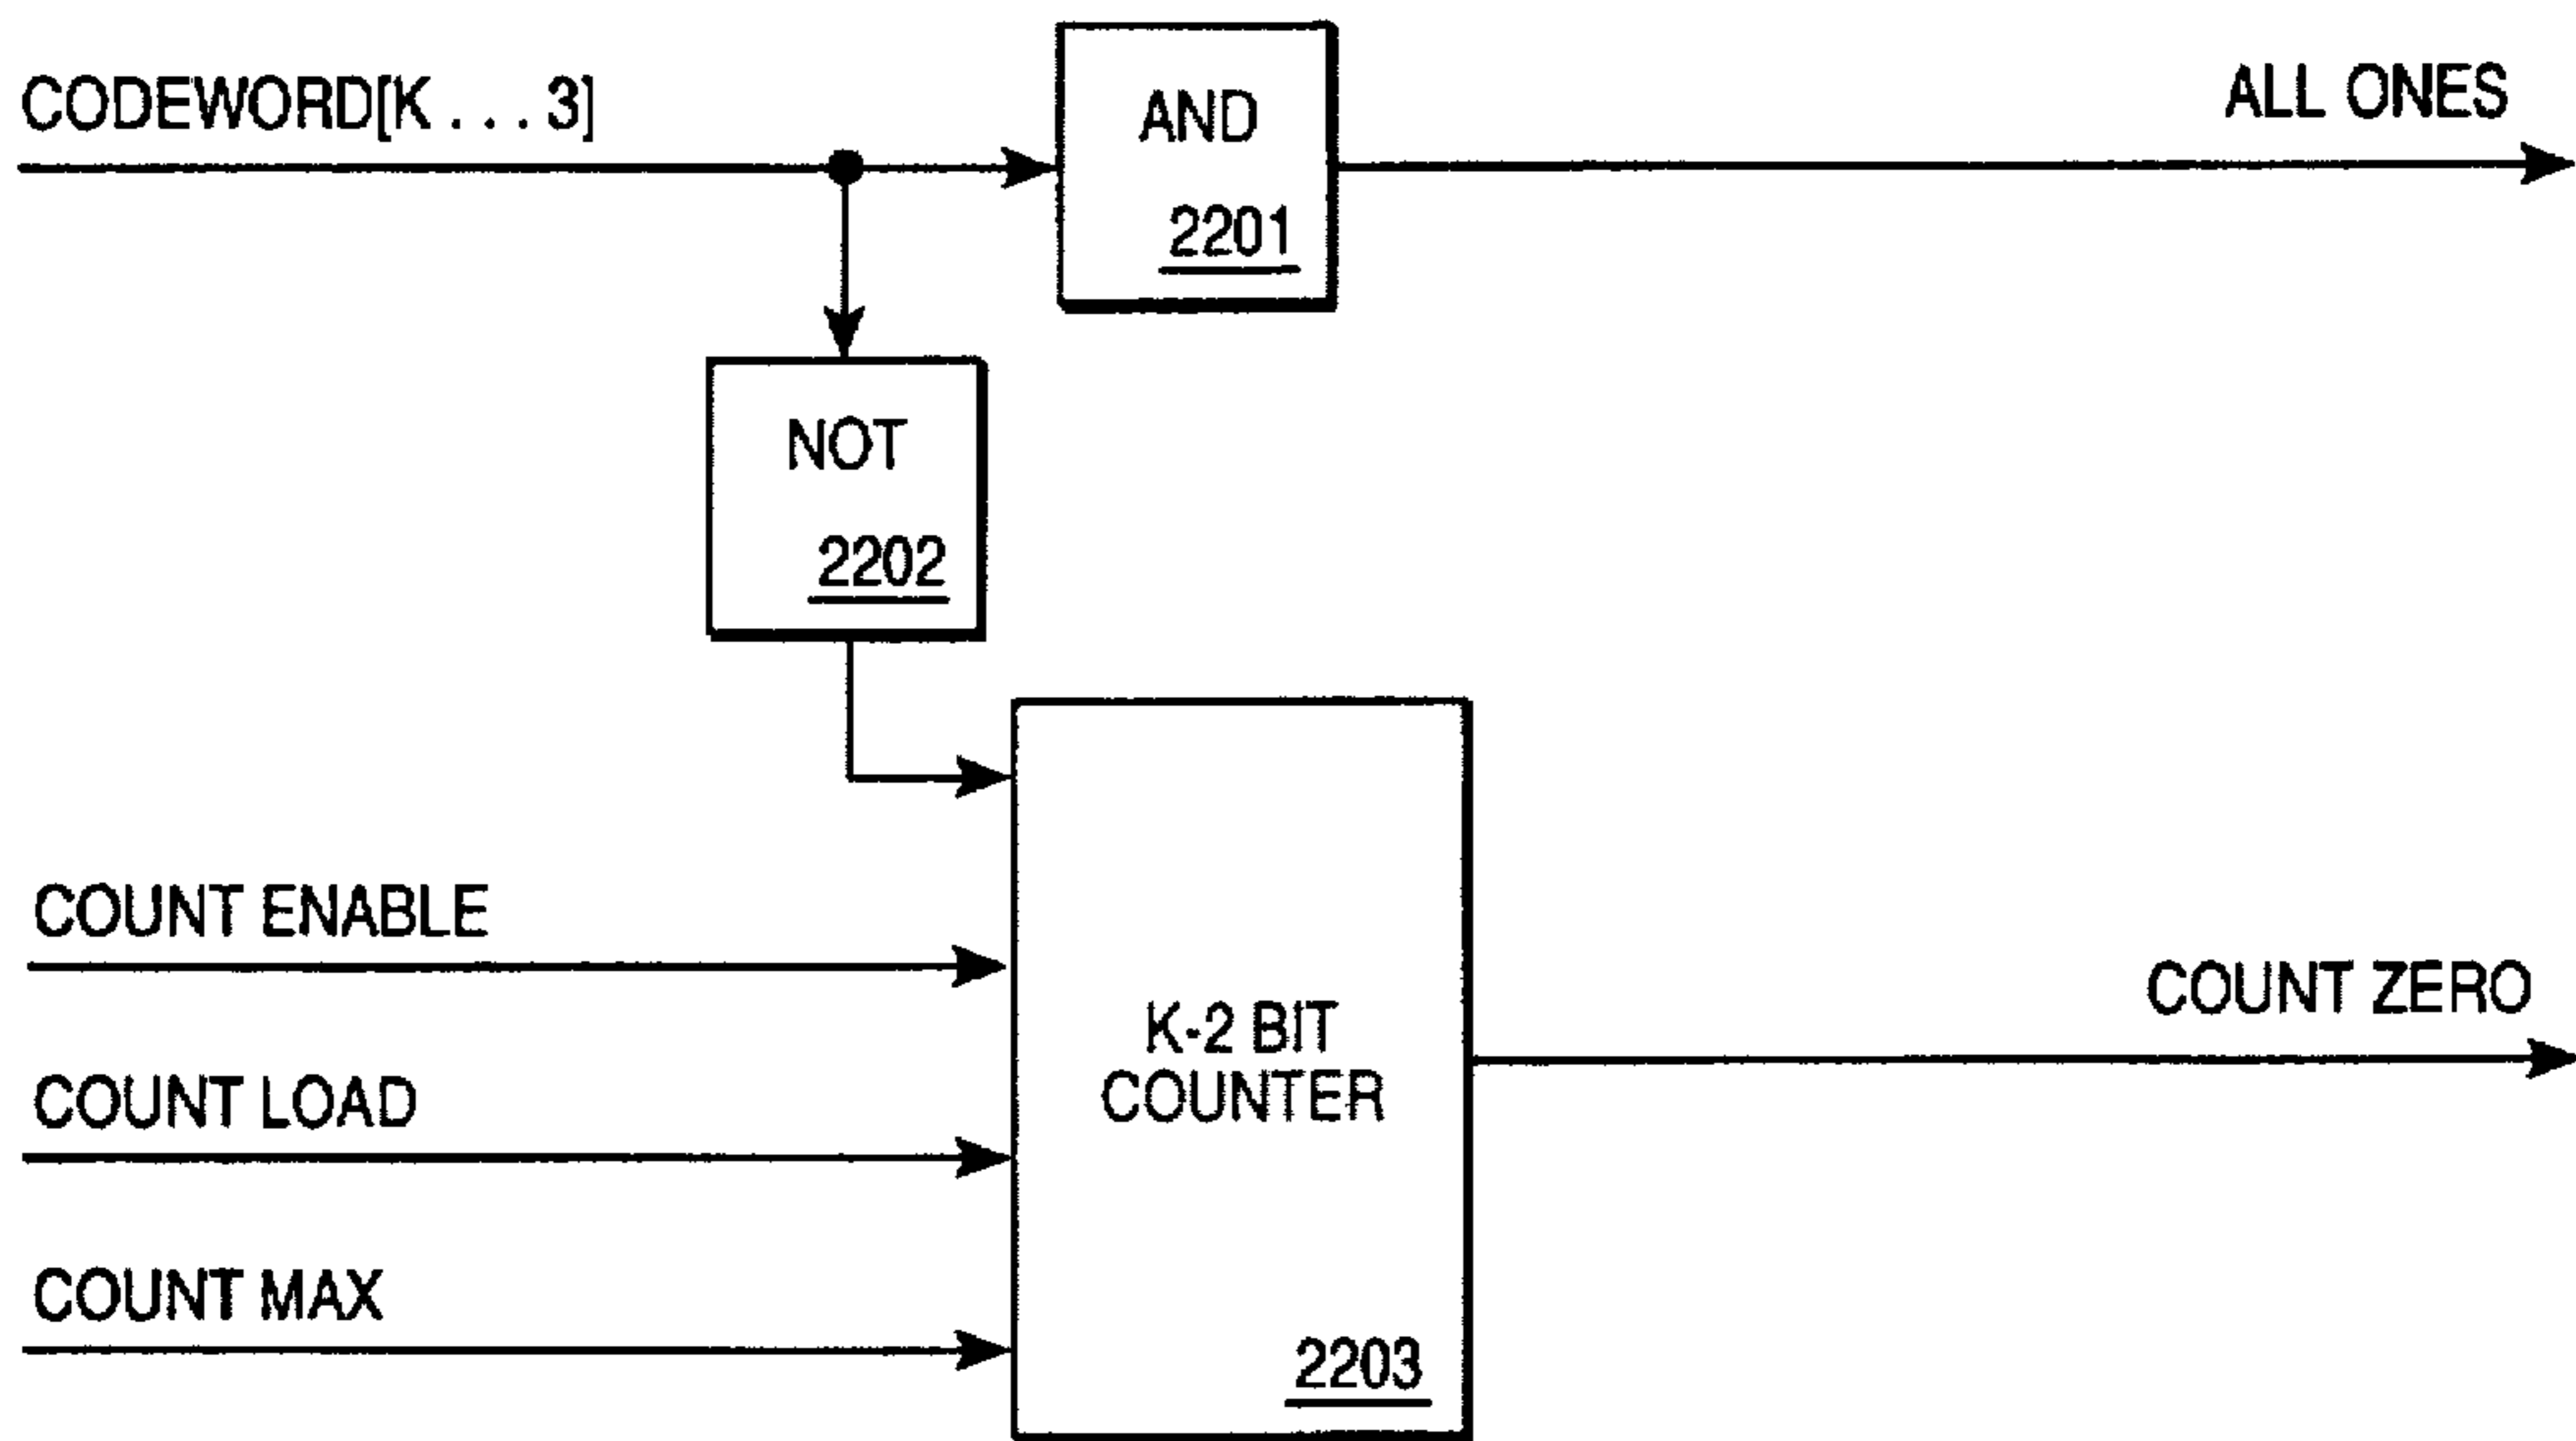 CODEWORD[K . . . 3]
AND
2201
ALL ONES
NOT
2202
COUNT ENABLE
COUNT LOAD
COUNT MAX
K-2 BIT
COUNTER
2203
COUNT ZERO